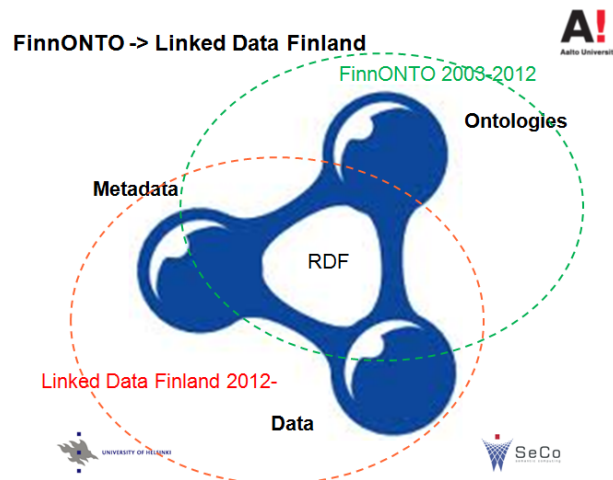 FinnONTO -> Linked Data Finland
A!
Aalto Universit
FinnONTO 2003-2012
Ontologies
Metadata
RDF
Linked Data Finland 2012-
Data
UNIVERSITY OF HELSINKI
SeCo